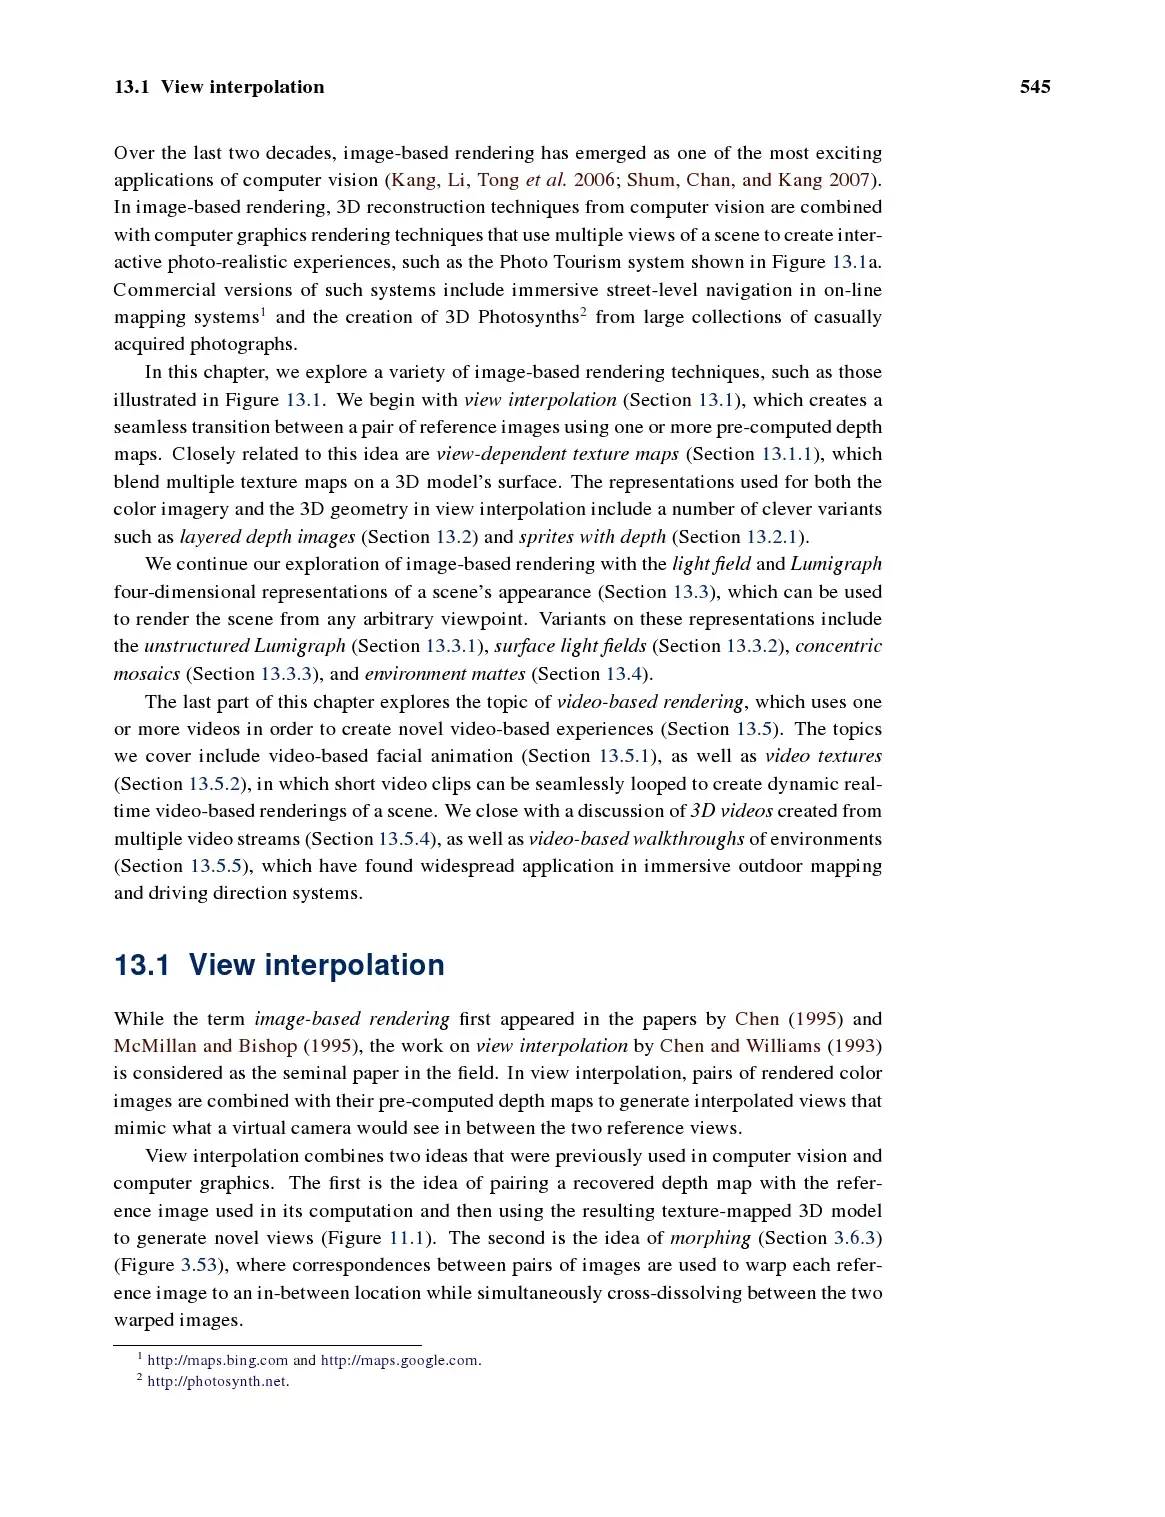 13.1 View interpolation 545
Over the last two decades, image-based rendering has emerged as one of the most exciting
applications of computer vision (Kang, Li, Tong et al. 2006; Shum, Chan, and Kang 2007).
In image-based rendering, 3D reconstruction techniques from computer vision are combined
with computer graphics rendering techniques that use multiple views of a scene to create inter-
active photo-realistic experiences, such as the Photo Tourism system shown in Figure 13.1a.
Commercial versions of such systems include immersive street-level navigation in on-line
mapping systems1 and the creation of 3D Photosynths2 from large collections of casually
acquired photographs.
In this chapter, we explore a variety of image-based rendering techniques, such as those
illustrated in Figure 13.1. We begin with view interpolation (Section 13.1), which creates a
seamless transition between a pair of reference images using one or more pre-computed depth
maps. Closely related to this idea are view-dependent texture maps (Section 13.1.1), which
blend multiple texture maps on a 3D model's surface. The representations used for both the
color imagery and the 3D geometry in view interpolation include a number of clever variants
such as layered depth images (Section 13.2) and sprites with depth (Section 13.2.1).
We continue our exploration of image-based rendering with the light field and Lumigraph
four-dimensional representations of a scene's appearance (Section 13.3), which can be used
to render the scene from any arbitrary viewpoint. Variants on these representations include
the unstructured Lumigraph (Section 13.3.1), surface light fields (Section 13.3.2), concentric
mosaics (Section 13.3.3), and environment mattes (Section 13.4).
The last part of this chapter explores the topic of video-based rendering, which uses one
or more videos in order to create novel video-based experiences (Section 13.5). The topics
we cover include video-based facial animation (Section 13.5.1), as well as video textures
(Section 13.5.2), in which short video clips can be seamlessly looped to create dynamic real-
time video-based renderings of a scene. We close with a discussion of 3D videos created from
multiple video streams (Section 13.5.4), as well as video-based walkthroughs of environments
(Section 13.5.5), which have found widespread application in immersive outdoor mapping
and driving direction systems.
13.1 View interpolation
While the term image-based rendering first appeared in the papers by Chen (1995) and
McMillan and Bishop (1995), the work on view interpolation by Chen and Williams (1993)
is considered as the seminal paper in the field. In view interpolation, pairs of rendered color
images are combined with their pre-computed depth maps to generate interpolated views that
mimic what a virtual camera would see in between the two reference views.
View interpolation combines two ideas that were previously used in computer vision and
computer graphics. The first is the idea of pairing a recovered depth map with the refer-
ence image used in its computation and then using the resulting texture-mapped 3D model
to generate novel views (Figure 11.1). The second is the idea of morphing (Section 3.6.3)
(Figure 3.53), where correspondences between pairs of images are used to warp each refer-
ence image to an in-between location while simultaneously cross-dissolving between the two
warped images.
1 http://maps.bing.com and http://maps.google.com.
2 http://photosynth.net.